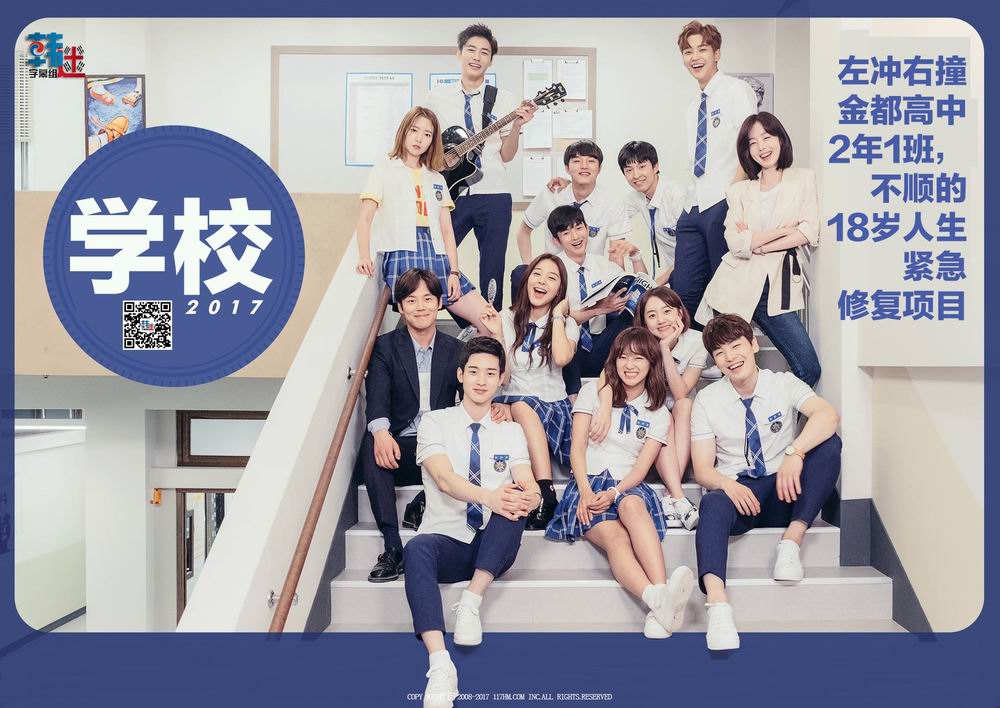 韩迷
字幕组
学校
2017
左冲右撞
金都高中
2年1班，
不顺的
18岁人生
紧急
修复项目
COPY RIGHT ⓒ 2008-2017 117HM.COM INC.ALL RIGHTS.RESERVED